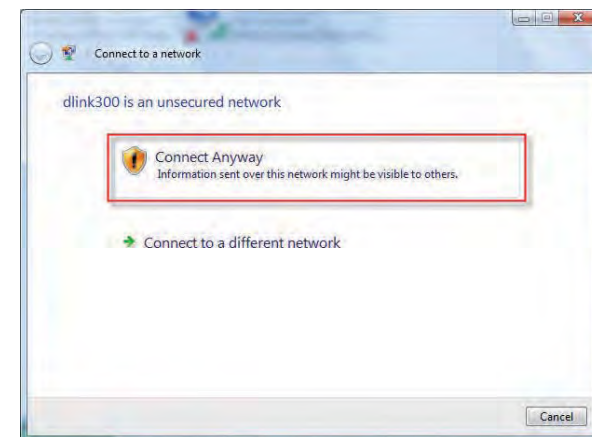 Connect to a network
dlink300 is an unsecured network
Connect Anyway
Information sent over this network might be visible to others.
Connect to a different network
Cancel